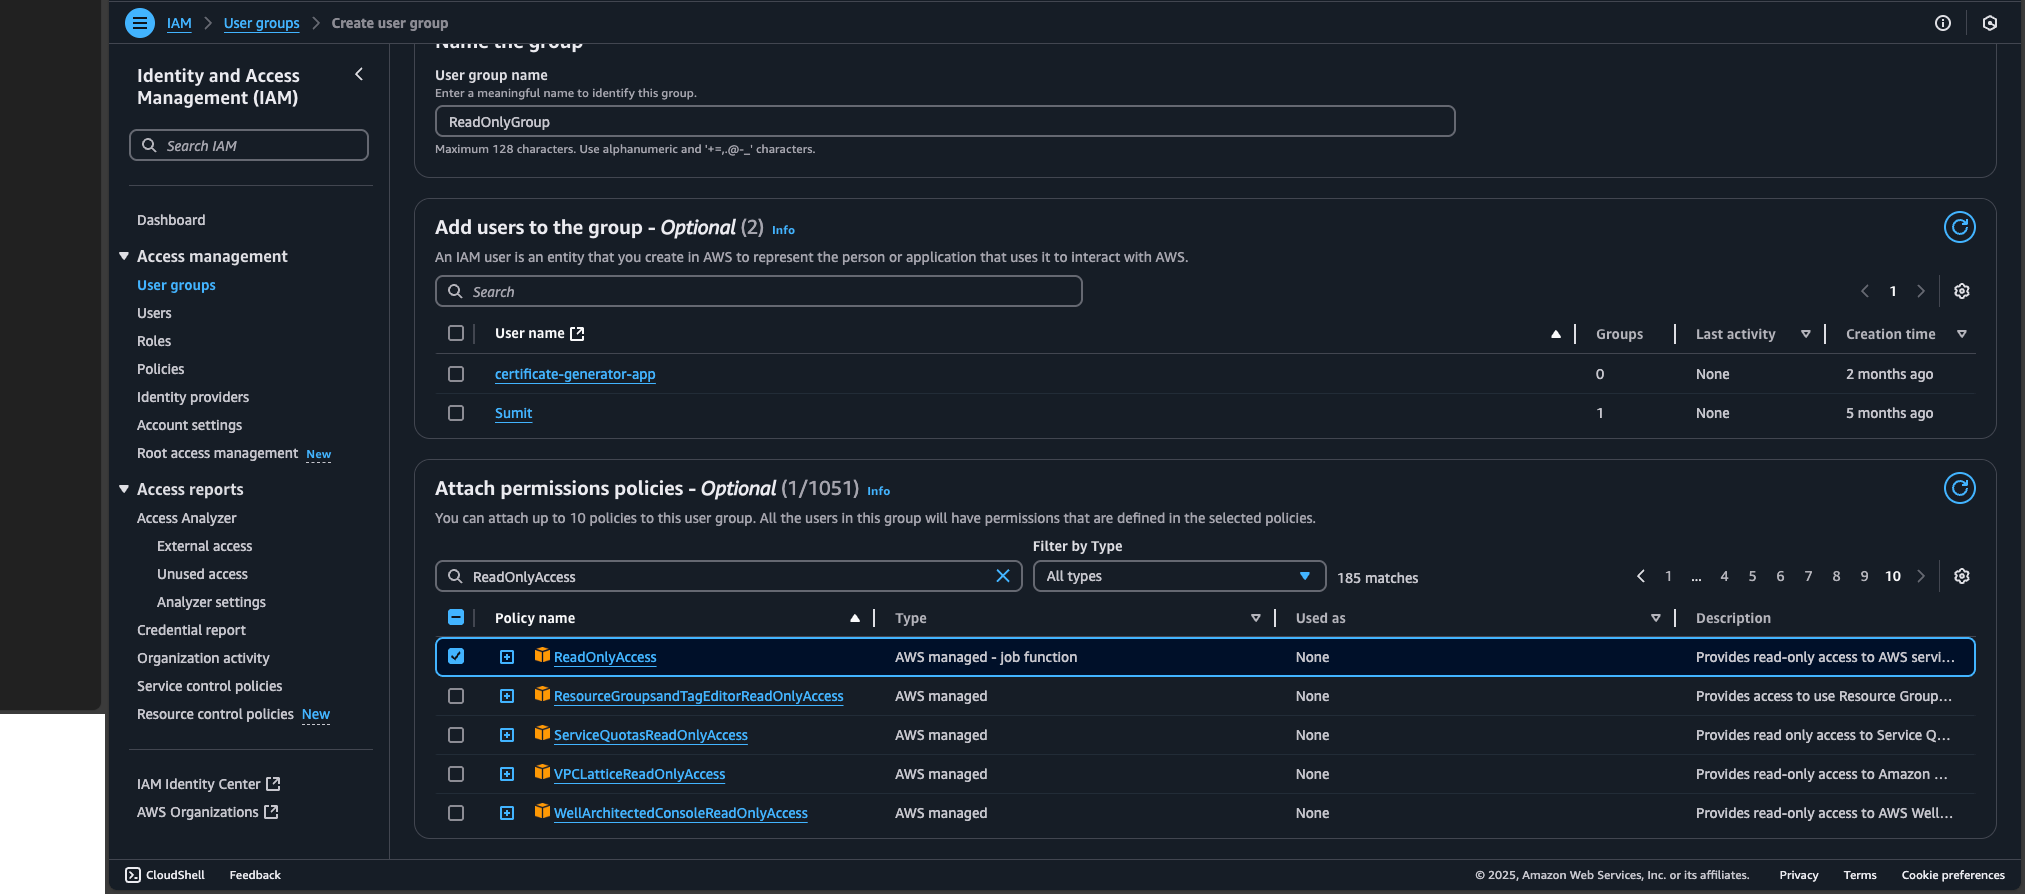 IAM > User groups > Create user group
Identity and Access
Management (IAM)
Search IAM
Dashboard
Access management
User groups
Users
Roles
Policies
Identity providers
Account settings
Root access management New
Access reports
Access Analyzer
External access
Unused access
Analyzer settings
Credential report
Organization activity
Service control policies
Resource control policies New
IAM Identity Center
AWS Organizations
Name the group
User group name
Enter a meaningful name to identify this group.
ReadOnlyGroup
Maximum 128 characters. Use alphanumeric and '+=,.@-_' characters.
Add users to the group - Optional (2) Info
An IAM user is an entity that you create in AWS to represent the person or application that uses it to interact with AWS.
Search
1
User name Groups Last activity Creation time
certificate-generator-app 0 None 2 months ago
Sumit 1 None 5 months ago
Attach permissions policies - Optional (1/1051) Info
You can attach up to 10 policies to this user group. All the users in this group will have permissions that are defined in the selected policies.
Filter by Type
ReadOnlyAccess All types 185 matches 1 ... 4 5 6 7 8 9 10
Policy name Type Used as Description
ReadOnlyAccess AWS managed - job function None Provides read-only access to AWS servi...
ResourceGroupsandTagEditorReadOnlyAccess AWS managed None Provides access to use Resource Group...
ServiceQuotasReadOnlyAccess AWS managed None Provides read only access to Service Q...
VPCLatticeReadOnlyAccess AWS managed None Provides read-only access to Amazon ...
WellArchitectedConsoleReadOnlyAccess AWS managed None Provides read-only access to AWS Well...
CloudShell Feedback © 2025, Amazon Web Services, Inc. or its affiliates. Privacy Terms Cookie preferences